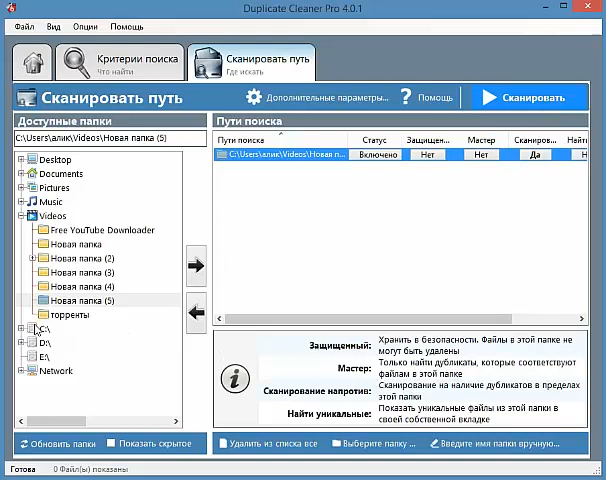 Duplicate Cleaner Pro 4.0.1
Файл Вид Опции Помощь
Критерии поиска
Что найти
Сканировать путь
Где искать
Сканировать путь
Дополнительные параметры...
? Помощь
Сканировать
Доступные папки
C:\Users\алик\Videos\Новая папка (5)
Desktop
Documents
Pictures
Music
Videos
Free YouTube Downloader
Новая папка
Новая папка (2)
Новая папка (3)
Новая папка (4)
Новая папка (5)
торренты
C:\
D:\
E:\
Network
Обновить папки Показать скрытое
Пути поиска
Пути поиска Статус Защищен... Мастер Сканиров... Найти
C:\Users\алик\Videos\Новая п... Включено Нет Нет Да Н
Защищенный: Хранить в безопасности. Файлы в этой папке не
могут быть удалены
Мастер: Только найти дубликаты, которые соответствуют
файлам в этой папке
Сканирование напротив: Сканирование на наличие дубликатов в пределах
этой папки
Найти уникальные: Показать уникальные файлы из этой папки в
своей собственной вкладке
Удалить из списка все Выберите папку ... Введите имя папки вручную...
Готово 0 Файл(ы) показаны